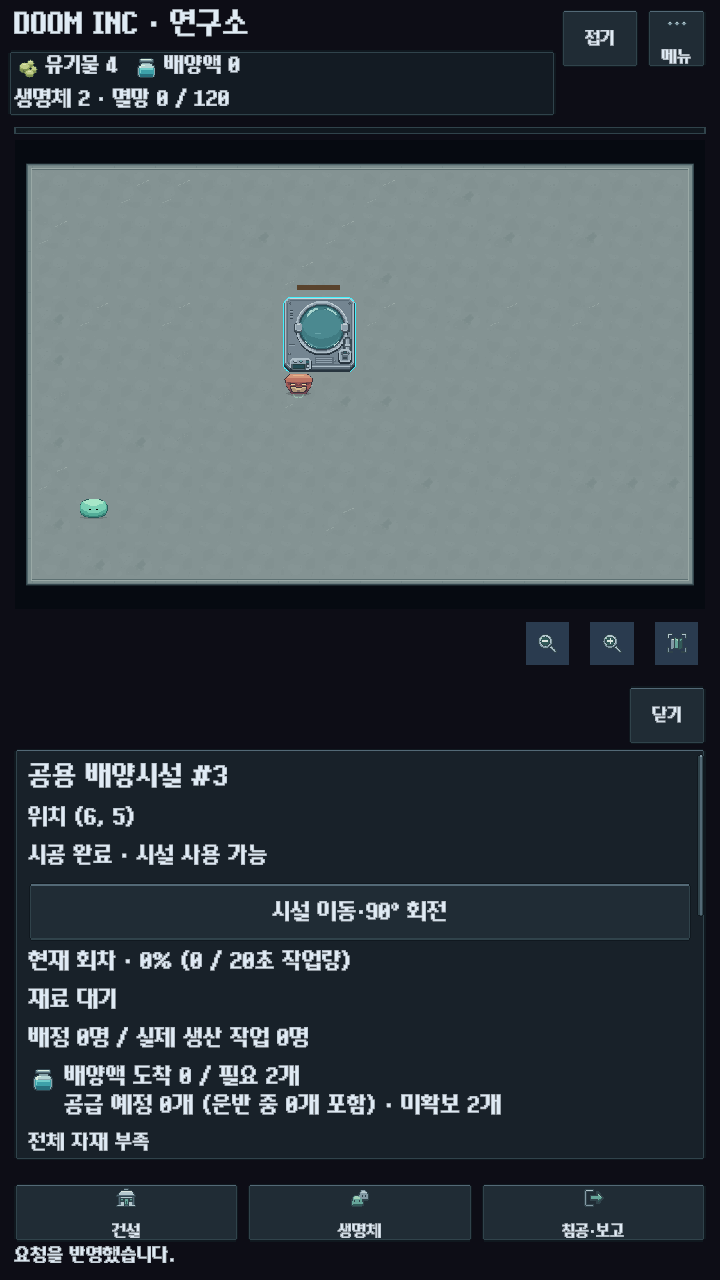 DOOM INC · 연구소
접기
···
메뉴
유기물 4 배양액 0
생명체 2 · 멸망 0 / 120
닫기
공용 배양시설 #3
위치 (6, 5)
시공 완료 · 시설 사용 가능
시설 이동·90° 회전
현재 회차 · 0% (0 / 20초 작업량)
재료 대기
배정 0명 / 실제 생산 작업 0명
배양액 도착 0 / 필요 2개
공급 예정 0개 (운반 중 0개 포함) · 미확보 2개
전체 자재 부족
건설
생명체
침공·보고
요청을 반영했습니다.